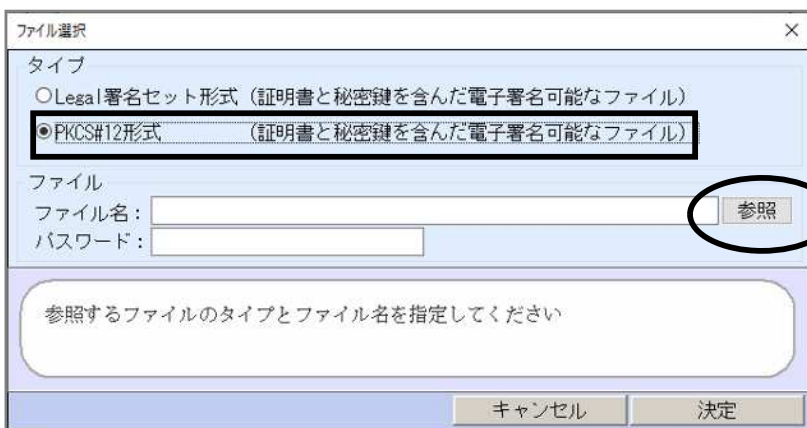 ファイル選択
タイプ
Legal署名セット形式（証明書と秘密鍵を含んだ電子署名可能なファイル）
PKCS#12形式　　　（証明書と秘密鍵を含んだ電子署名可能なファイル）
ファイル
ファイル名：
参照
パスワード：
参照するファイルのタイプとファイル名を指定してください
キャンセル　決定